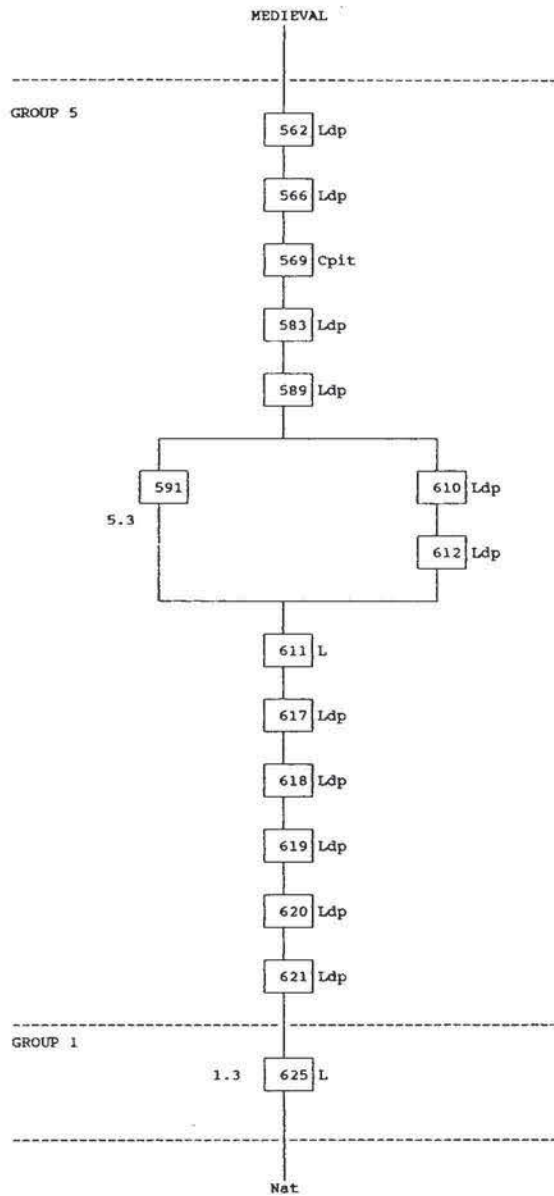 MEDIEVAL
GROUP 5
562 Ldp
566 Ldp
569 Cpit
583 Ldp
589 Ldp
591 610 Ldp
5.3
612 Ldp
611 L
617 Ldp
618 Ldp
619 Ldp
620 Ldp
621 Ldp
GROUP 1
1.3 625 L
Nat